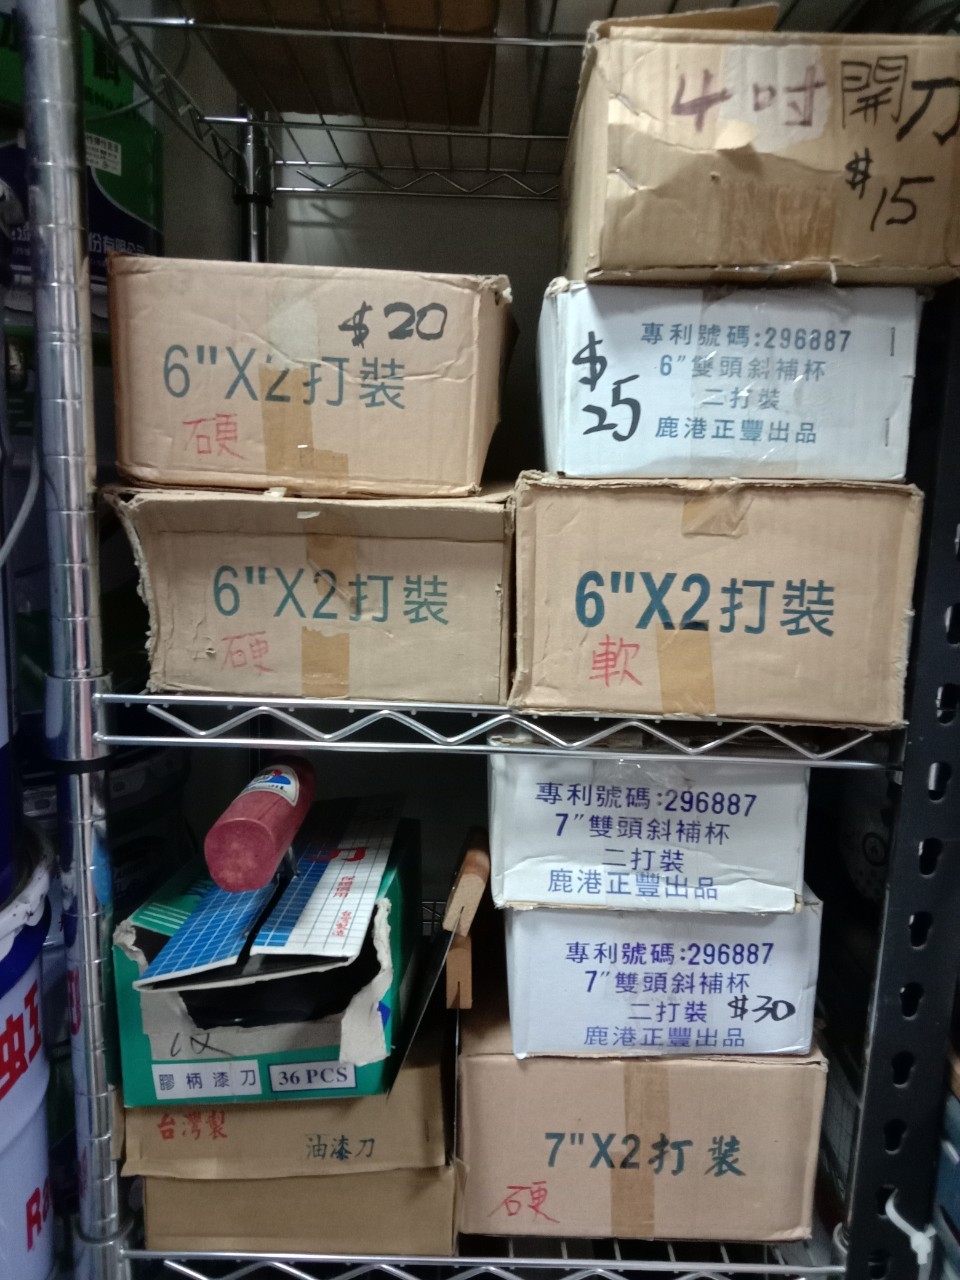 4吋 開刀
$15
$20
6"X2打裝
硬
專利號碼:296887
6"雙頭斜補杯
二打裝
鹿港正豐出品
$25
6"X2打裝
硬
6"X2打裝
軟
專利號碼:296887
7"雙頭斜補杯
二打裝
鹿港正豐出品
專利號碼:296887
7"雙頭斜補杯
二打裝 $30
鹿港正豐出品
膠柄漆刀 36 PCS
台灣製
油漆刀
7"X2打裝
硬
份有限公